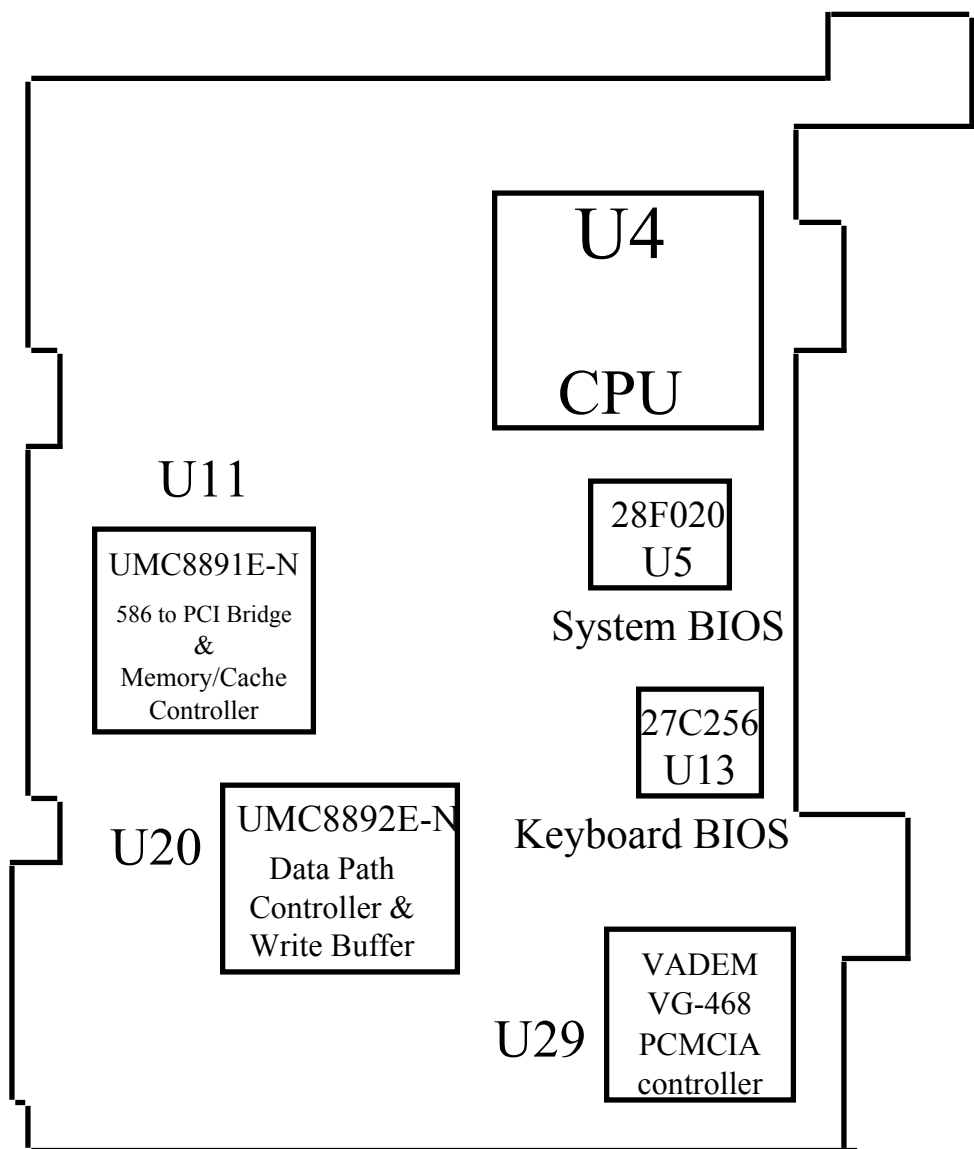 U4
CPU
U11
UMC8891E-N
586 to PCI Bridge
&
Memory/Cache
Controller
28F020
U5
System BIOS
27C256
U13
Keyboard BIOS
U20
UMC8892E-N
Data Path
Controller &
Write Buffer
U29
VADEM
VG-468
PCMCIA
controller